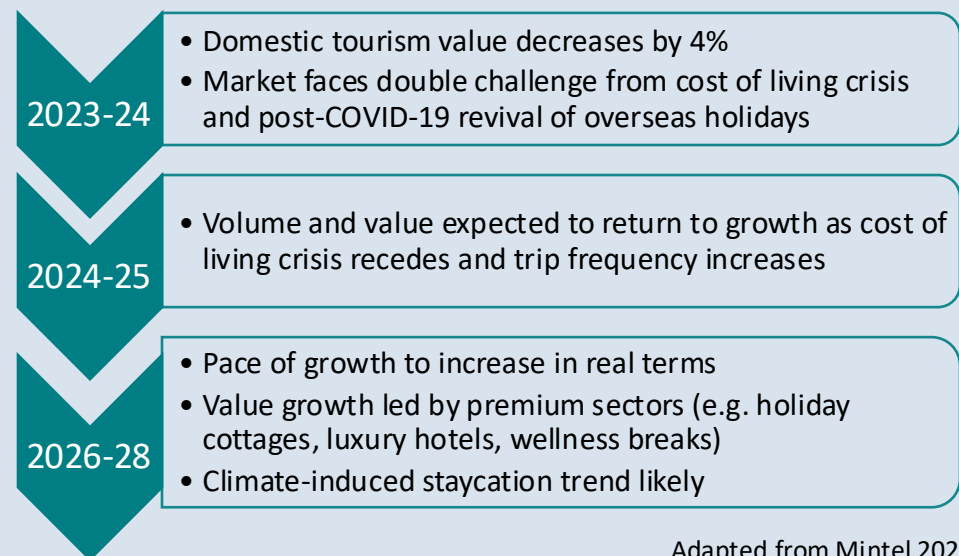 2023-24
• Domestic tourism value decreases by 4%
• Market faces double challenge from cost of living crisis
and post-COVID-19 revival of overseas holidays
2024-25
• Volume and value expected to return to growth as cost of
living crisis recedes and trip frequency increases
2026-28
• Pace of growth to increase in real terms
• Value growth led by premium sectors (e.g. holiday
cottages, luxury hotels, wellness breaks)
• Climate-induced staycation trend likely
Adapted from Mintel